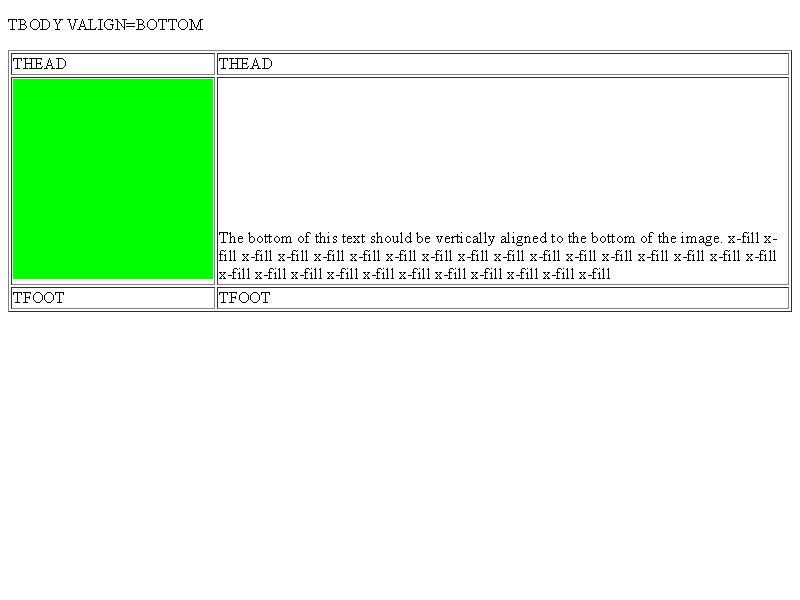 TBODY VALIGN=BOTTOM
THEAD THEAD
The bottom of this text should be vertically aligned to the bottom of the image. x-fill x-
fill x-fill x-fill x-fill x-fill x-fill x-fill x-fill x-fill x-fill x-fill x-fill x-fill x-fill x-fill
x-fill x-fill x-fill x-fill x-fill x-fill x-fill x-fill x-fill x-fill x-fill
TFOOT TFOOT